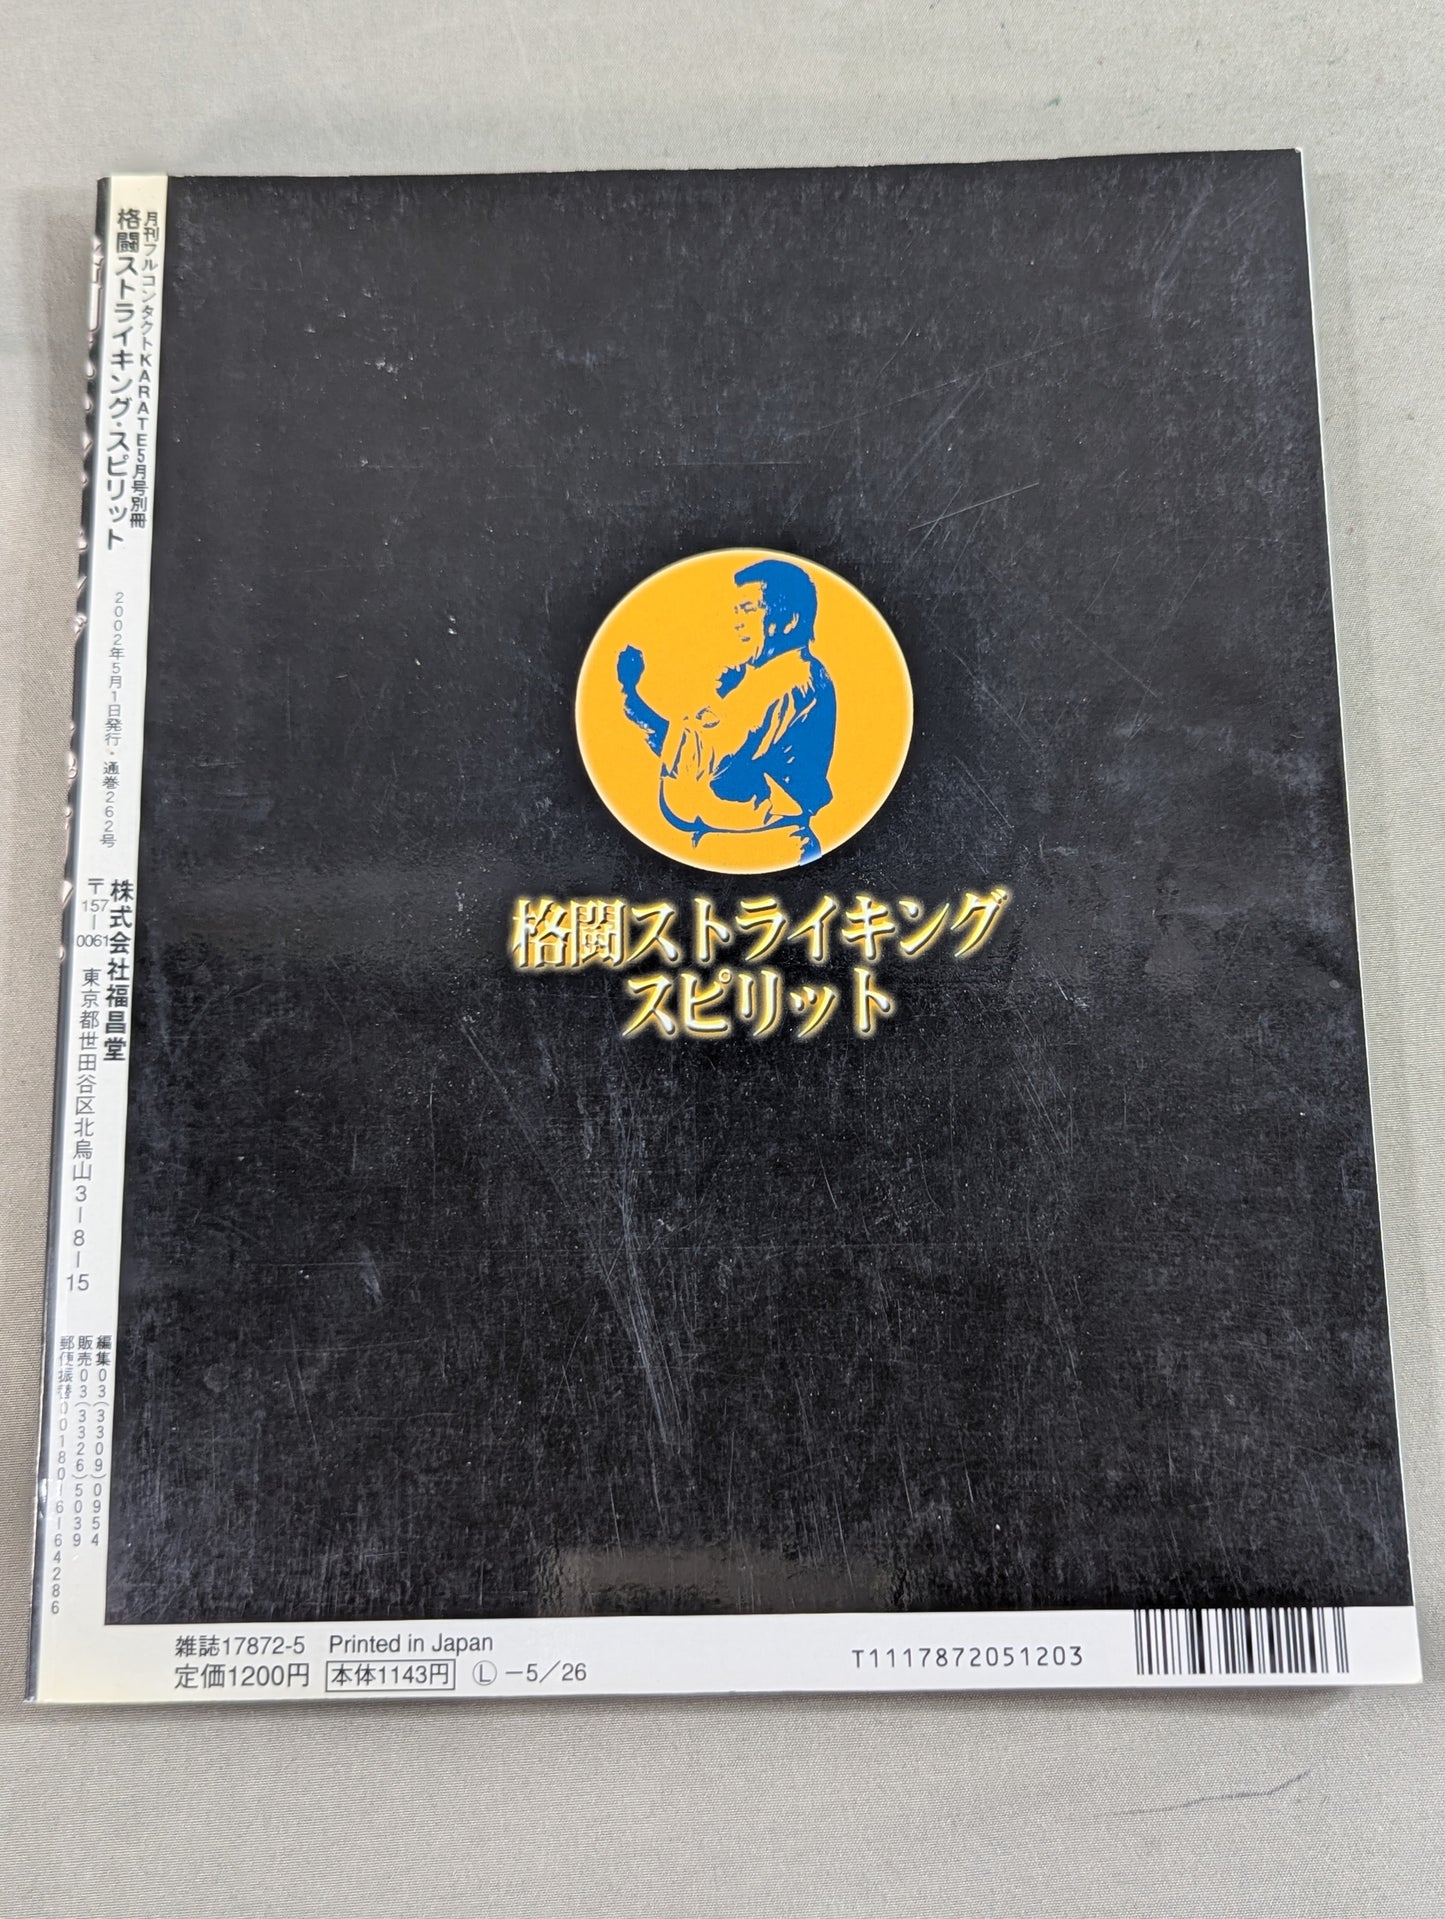 月刊フルコンタクトKARATE5月号別冊
格闘ストライキング・スピリット
2002年5月1日発行・通巻262号
株式会社福昌堂
〒157-0061 東京都世田谷区北烏山3-8-15
編集03(3309)0954
販売03(3326)5039
郵便振替00180-6-64286
格闘ストライキング
スピリット
雑誌17872-5 Printed in Japan
定価1200円 本体1143円 Ⓛ-5/26
T1117872051203